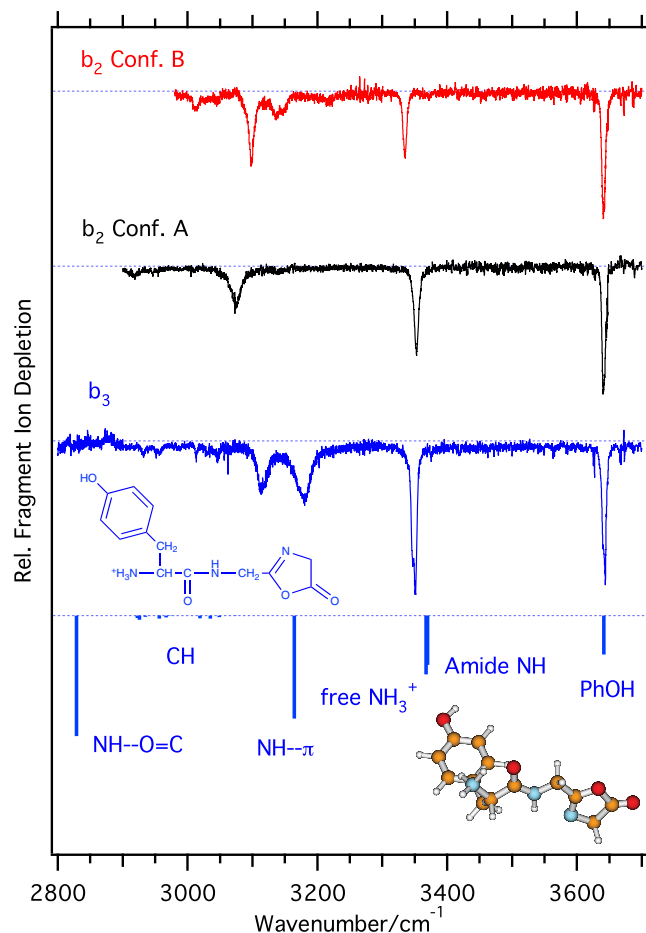 b2 Conf. B
b2 Conf. A
b3
HO
CH2
+H3N
CH
C
O
H
N
CH2
N
O
O
CH
NH--O=C
NH--π
free NH3+
Amide NH
PhOH
Rel. Fragment Ion Depletion
2800 3000 3200 3400 3600
Wavenumber/cm-1